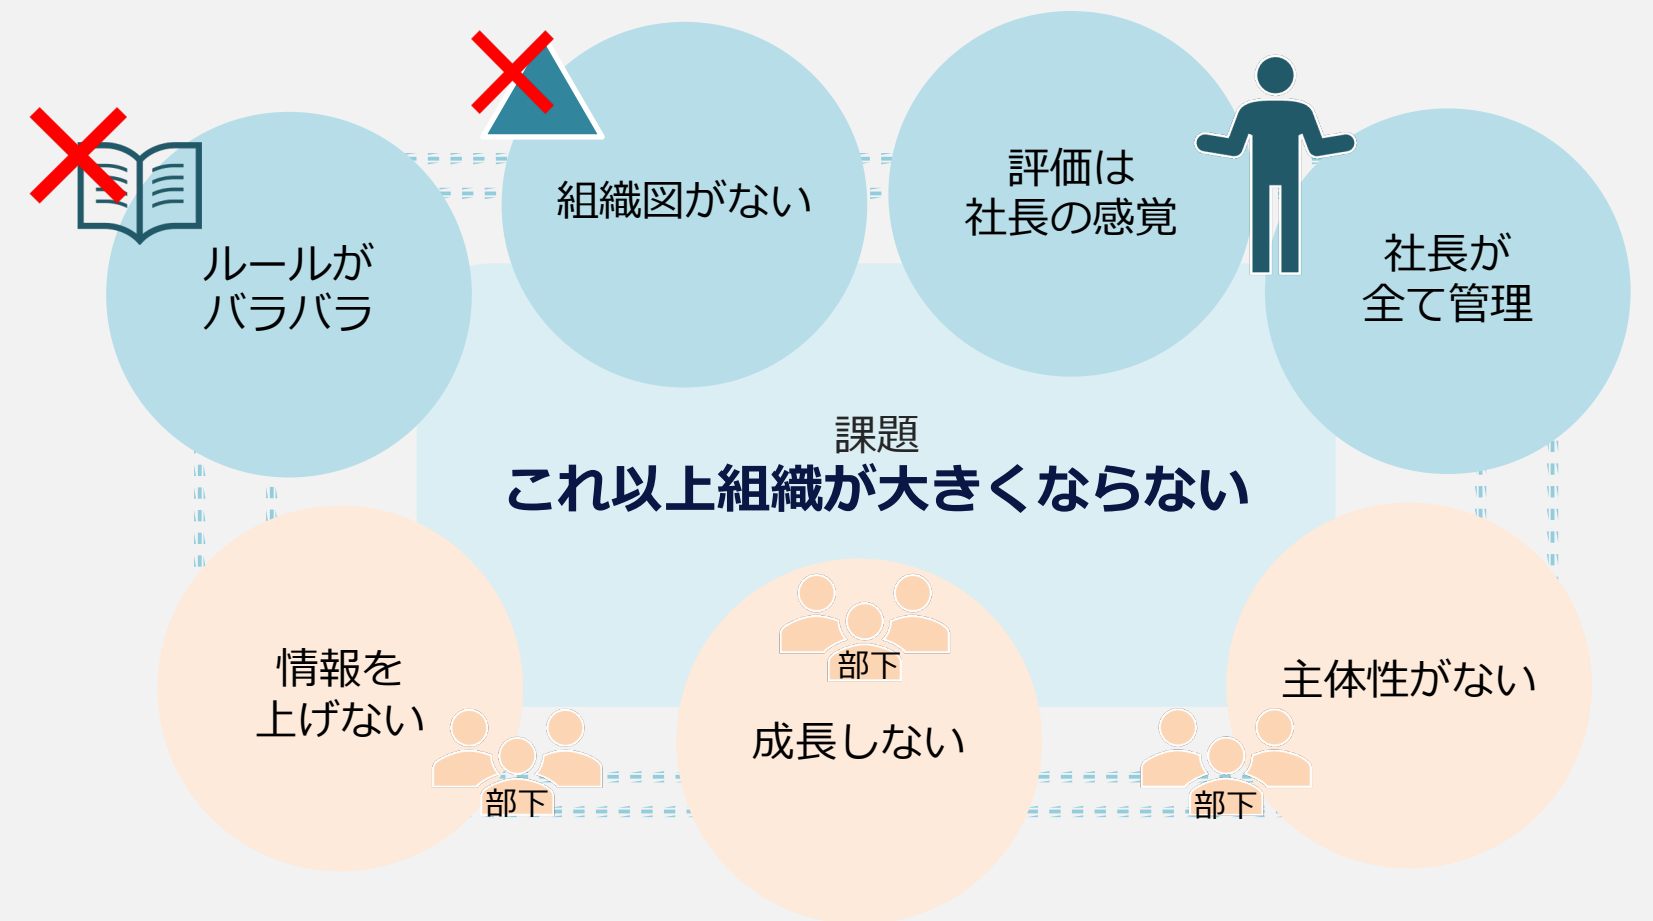 ルールが
バラバラ
組織図がない
評価は
社長の感覚
社長が
全て管理
課題
これ以上組織が大きくならない
情報を
上げない
部下
部下
成長しない
主体性がない
部下